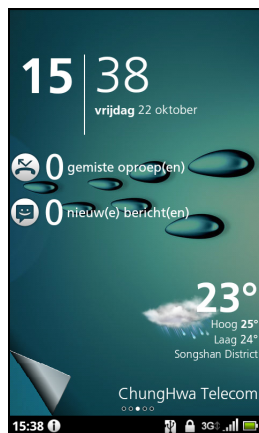 15 38
vrijdag 22 oktober
0 gemiste oproep(en)
0 nieuw(e) bericht(en)
23°
Hoog 25°
Laag 24°
Songshan District
ChungHwa Telecom
15:38 3G